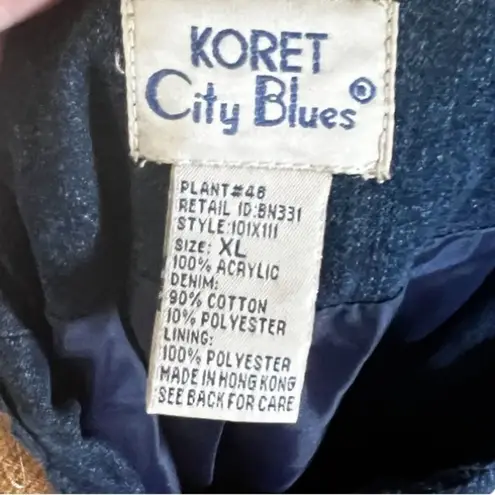 KORET
City Blues®
PLANT#48
RETAIL ID:BN331
STYLE:101X111
SIZE: XL
100% ACRYLIC
DENIM:
90% COTTON
10% POLYESTER
LINING:
100% POLYESTER
MADE IN HONG KONG
SEE BACK FOR CARE